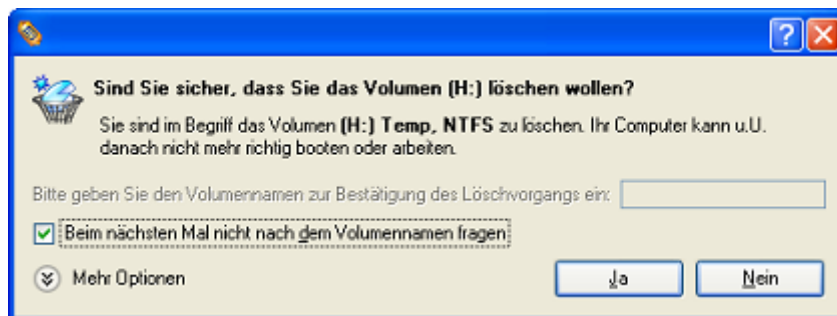 Sind Sie sicher, dass Sie das Volumen (H:) löschen wollen?
Sie sind im Begriff das Volumen (H:) Temp, NTFS zu löschen. Ihr Computer kann u.U.
danach nicht mehr richtig booten oder arbeiten.
Bitte geben Sie den Volumennamen zur Bestätigung des Löschvorgangs ein:
Beim nächsten Mal nicht nach dem Volumennamen fragen
Mehr Optionen
Ja
Nein